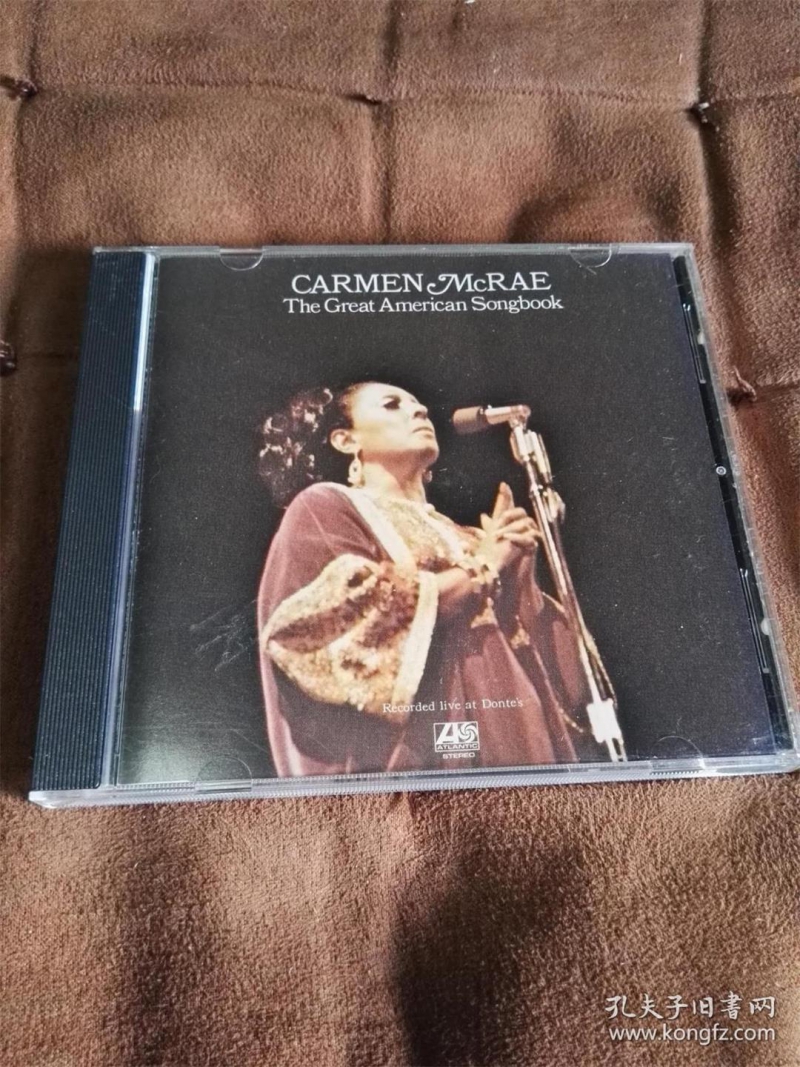 CARMEN McRAE
The Great American Songbook
Recorded live at Donte's
ATLANTIC
STEREO
孔夫子旧書网
www.kongfz.com